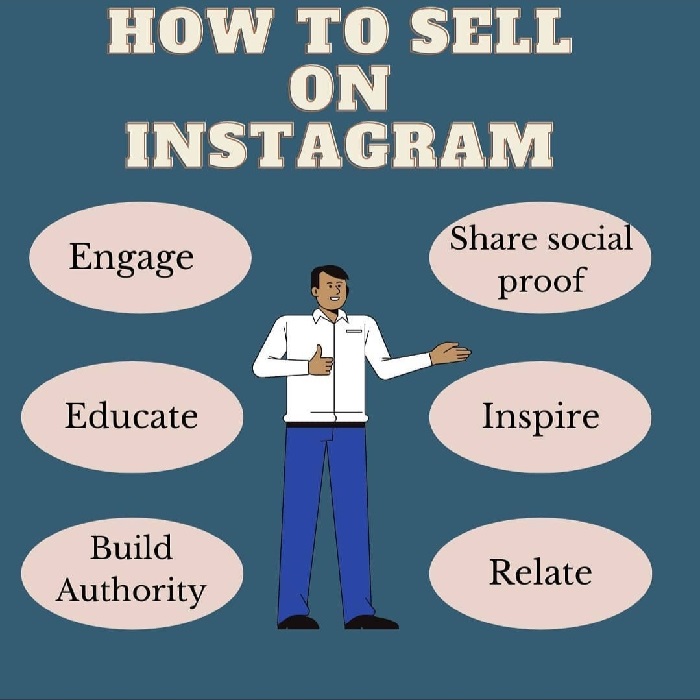 HOW TO SELL
ON
INSTAGRAM
Engage
Share social
proof
Educate
Inspire
Build
Authority
Relate